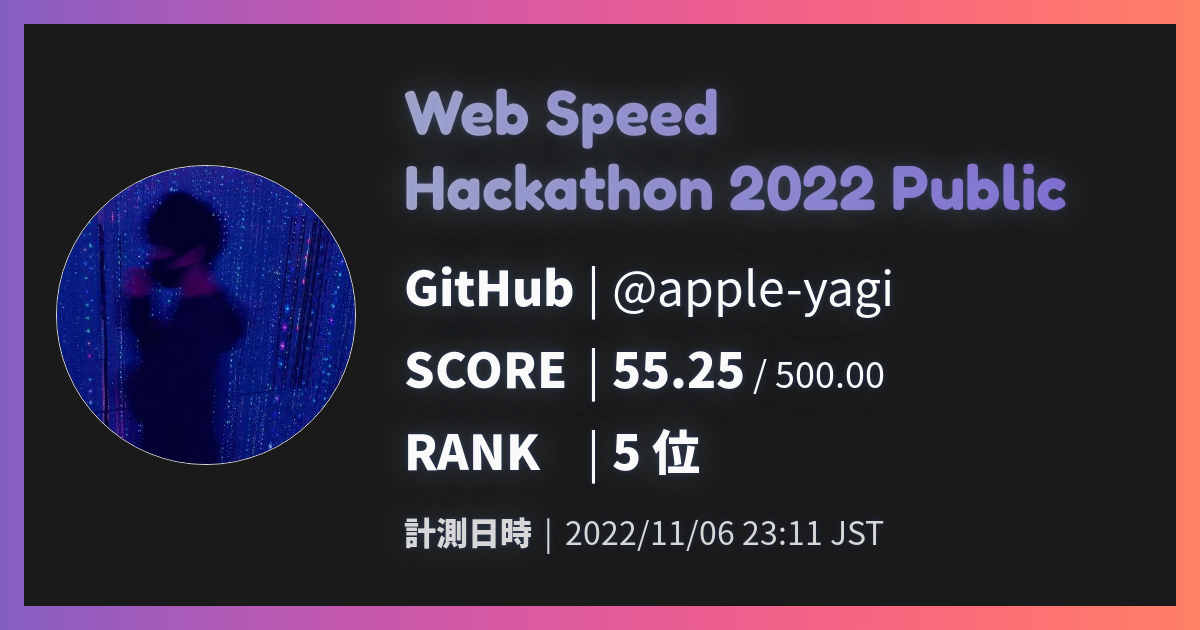 Web Speed
Hackathon 2022 Public
GitHub | @apple-yagi
SCORE | 55.25 / 500.00
RANK | 5 位
計測日時 | 2022/11/06 23:11 JST